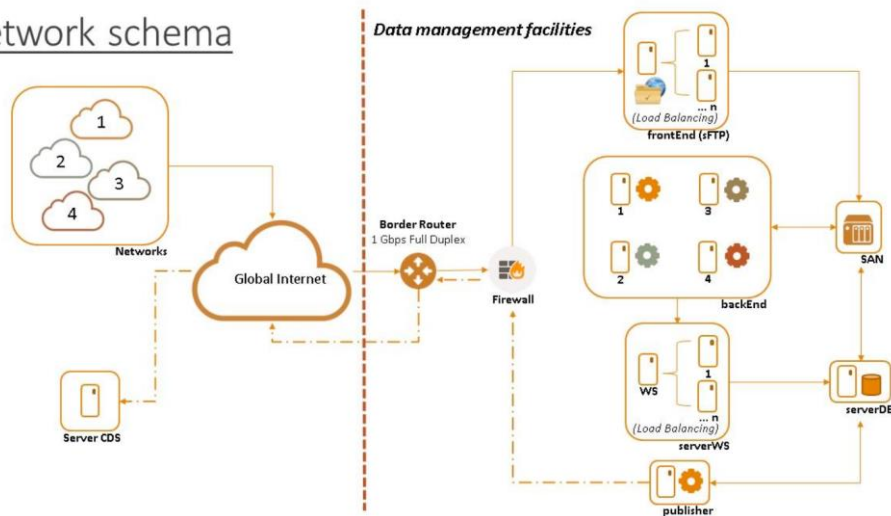 etwork schema
Data management facilities
1
2
3
4
Networks
Global Internet
Server CDS
Border Router
1 Gbps Full Duplex
Firewall
1
... n
(Load Balancing)
frontEnd (sFTP)
1
3
2
4
backEnd
SAN
WS
1
... n
(Load Balancing)
serverWS
serverDB
publisher